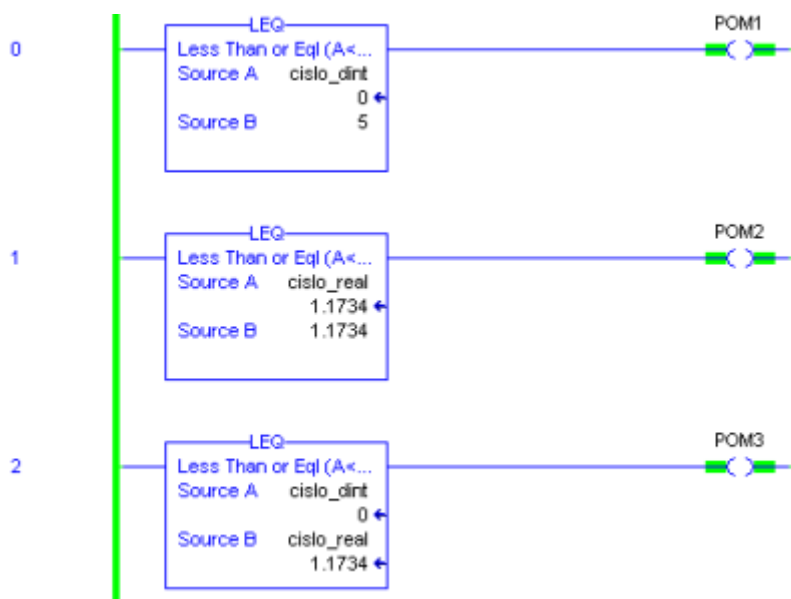 LEQ
POM1
0
Less Than or Eql (A<...
Source A cislo_dint
0
Source B 5
LEQ
POM2
1
Less Than or Eql (A<...
Source A cislo_real
1.1734
Source B 1.1734
LEQ
POM3
2
Less Than or Eql (A<...
Source A cislo_dint
0
Source B cislo_real
1.1734